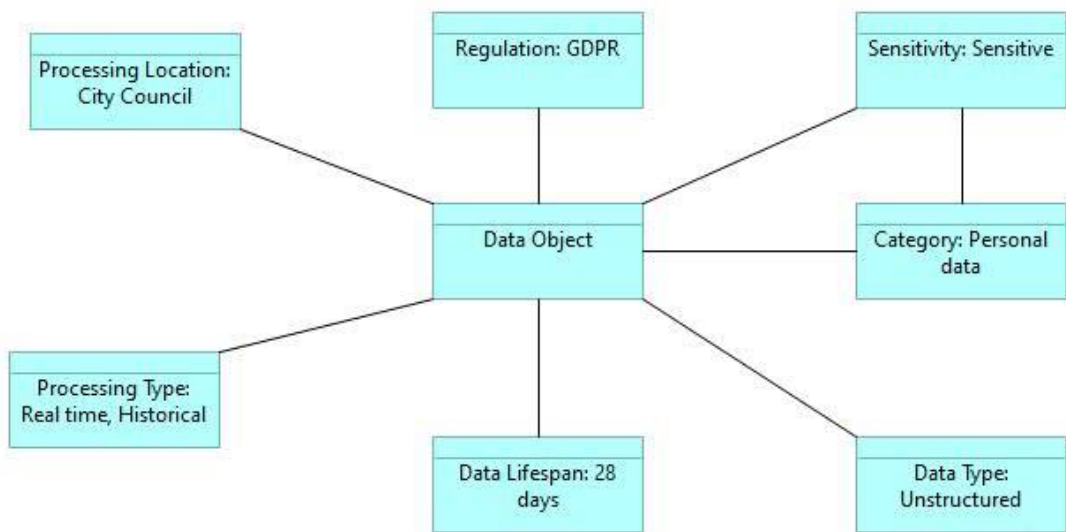 Processing Location:
City Council
Regulation: GDPR
Sensitivity: Sensitive
Data Object
Category: Personal
data
Processing Type:
Real time, Historical
Data Lifespan: 28
days
Data Type:
Unstructured